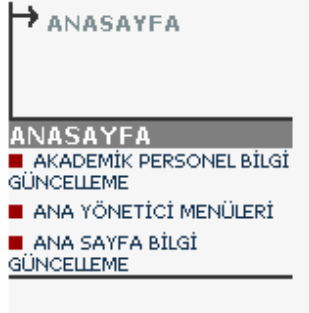 ANASAYFA
ANASAYFA
AKADEMİK PERSONEL BİLGİ
GÜNCELLEME
ANA YÖNETİCİ MENÜLERİ
ANA SAYFA BİLGİ
GÜNCELLEME